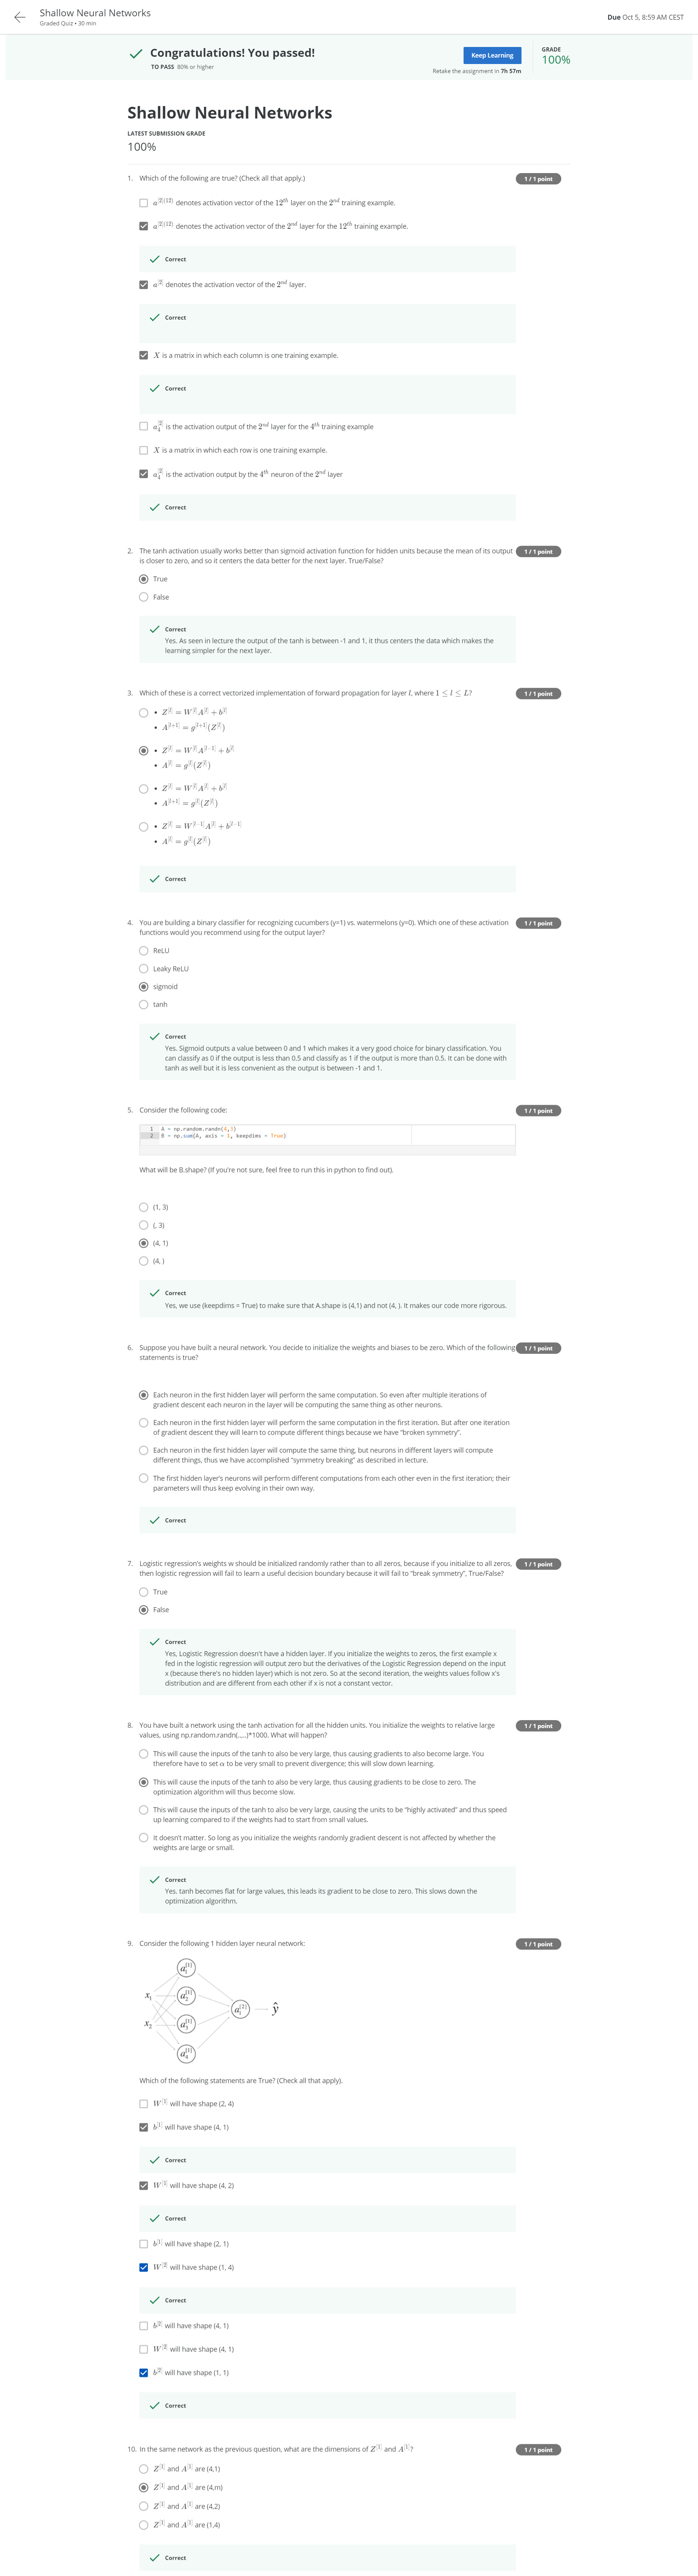 Shallow Neural Networks
Graded Quiz • 30 min
Due Oct 5, 8:59 AM CEST
Congratulations! You passed!
TO PASS 80% or higher
Keep Learning
Retake the assignment in 7h 57m
GRADE
100%
Shallow Neural Networks
LATEST SUBMISSION GRADE
100%
1. Which of the following are true? (Check all that apply.)
1 / 1 point
a^{[2](12)} denotes activation vector of the 12^{th} layer on the 2^{nd} training example.
a^{[2](12)} denotes the activation vector of the 2^{nd} layer for the 12^{th} training example.
Correct
a^{[2]} denotes the activation vector of the 2^{nd} layer.
Correct
X is a matrix in which each column is one training example.
Correct
a_4^{[2]} is the activation output of the 2^{nd} layer for the 4^{th} training example
X is a matrix in which each row is one training example.
a_4^{[2]} is the activation output by the 4^{th} neuron of the 2^{nd} layer
Correct
2. The tanh activation usually works better than sigmoid activation function for hidden units because the mean of its output
is closer to zero, and so it centers the data better for the next layer. True/False?
1 / 1 point
True
False
Correct
Yes. As seen in lecture the output of the tanh is between -1 and 1, it thus centers the data which makes the
learning simpler for the next layer.
3. Which of these is a correct vectorized implementation of forward propagation for layer l, where 1 ≤ l ≤ L?
1 / 1 point
• Z^{[l]} = W^{[l]}A^{[l]} + b^{[l]}
• A^{[l+1]} = g^{[l+1]}(Z^{[l]})
• Z^{[l]} = W^{[l]}A^{[l-1]} + b^{[l]}
• A^{[l]} = g^{[l]}(Z^{[l]})
• Z^{[l]} = W^{[l]}A^{[l]} + b^{[l]}
• A^{[l+1]} = g^{[l]}(Z^{[l]})
• Z^{[l]} = W^{[l-1]}A^{[l]} + b^{[l-1]}
• A^{[l]} = g^{[l]}(Z^{[l]})
Correct
4. You are building a binary classifier for recognizing cucumbers (y=1) vs. watermelons (y=0). Which one of these activation
functions would you recommend using for the output layer?
1 / 1 point
ReLU
Leaky ReLU
sigmoid
tanh
Correct
Yes. Sigmoid outputs a value between 0 and 1 which makes it a very good choice for binary classification. You
can classify as 0 if the output is less than 0.5 and classify as 1 if the output is more than 0.5. It can be done with
tanh as well but it is less convenient as the output is between -1 and 1.
5. Consider the following code:
1 / 1 point
1 A = np.random.randn(4,3)
2 B = np.sum(A, axis = 1, keepdims = True)
What will be B.shape? (If you're not sure, feel free to run this in python to find out).
(1, 3)
(, 3)
(4, 1)
(4, )
Correct
Yes, we use (keepdims = True) to make sure that A.shape is (4,1) and not (4, ). It makes our code more rigorous.
6. Suppose you have built a neural network. You decide to initialize the weights and biases to be zero. Which of the following
statements is true?
1 / 1 point
Each neuron in the first hidden layer will perform the same computation. So even after multiple iterations of
gradient descent each neuron in the layer will be computing the same thing as other neurons.
Each neuron in the first hidden layer will perform the same computation in the first iteration. But after one iteration
of gradient descent they will learn to compute different things because we have "broken symmetry".
Each neuron in the first hidden layer will compute the same thing, but neurons in different layers will compute
different things, thus we have accomplished "symmetry breaking" as described in lecture.
The first hidden layer's neurons will perform different computations from each other even in the first iteration; their
parameters will thus keep evolving in their own way.
Correct
7. Logistic regression's weights w should be initialized randomly rather than to all zeros, because if you initialize to all zeros,
then logistic regression will fail to learn a useful decision boundary because it will fail to "break symmetry", True/False?
1 / 1 point
True
False
Correct
Yes, Logistic Regression doesn't have a hidden layer. If you initialize the weights to zeros, the first example x
fed in the logistic regression will output zero but the derivatives of the Logistic Regression depend on the input
x (because there's no hidden layer) which is not zero. So at the second iteration, the weights values follow x's
distribution and are different from each other if x is not a constant vector.
8. You have built a network using the tanh activation for all the hidden units. You initialize the weights to relative large
values, using np.random.randn(..,..)*1000. What will happen?
1 / 1 point
This will cause the inputs of the tanh to also be very large, thus causing gradients to also become large. You
therefore have to set α to be very small to prevent divergence; this will slow down learning.
This will cause the inputs of the tanh to also be very large, thus causing gradients to be close to zero. The
optimization algorithm will thus become slow.
This will cause the inputs of the tanh to also be very large, causing the units to be "highly activated" and thus speed
up learning compared to if the weights had to start from small values.
It doesn't matter. So long as you initialize the weights randomly gradient descent is not affected by whether the
weights are large or small.
Correct
Yes. tanh becomes flat for large values, this leads its gradient to be close to zero. This slows down the
optimization algorithm.
9. Consider the following 1 hidden layer neural network:
1 / 1 point
a_1^{[1]}
x_1
a_2^{[1]}
a_1^{[2]}
ŷ
x_2
a_3^{[1]}
a_4^{[1]}
Which of the following statements are True? (Check all that apply).
W^{[1]} will have shape (2, 4)
b^{[1]} will have shape (4, 1)
Correct
W^{[1]} will have shape (4, 2)
Correct
b^{[1]} will have shape (2, 1)
W^{[2]} will have shape (1, 4)
Correct
b^{[2]} will have shape (4, 1)
W^{[2]} will have shape (4, 1)
b^{[2]} will have shape (1, 1)
Correct
10. In the same network as the previous question, what are the dimensions of Z^{[1]} and A^{[1]}?
1 / 1 point
Z^{[1]} and A^{[1]} are (4,1)
Z^{[1]} and A^{[1]} are (4,m)
Z^{[1]} and A^{[1]} are (4,2)
Z^{[1]} and A^{[1]} are (1,4)
Correct